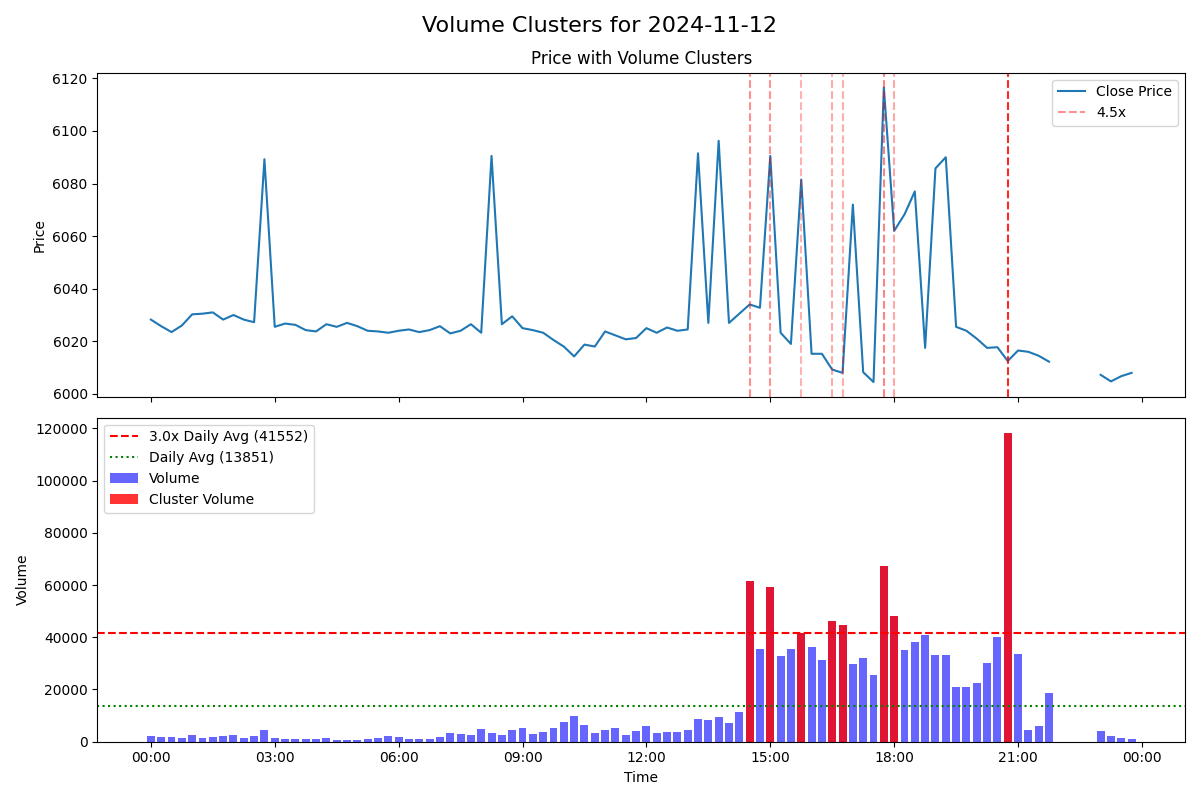 Volume Clusters for 2024-11-12
Price with Volume Clusters
6120
6100
6080
6060
6040
6020
6000
Price
Close Price
4.5x
120000
100000
80000
60000
40000
20000
0
Volume
3.0x Daily Avg (41552)
Daily Avg (13851)
Volume
Cluster Volume
00:00 03:00 06:00 09:00 12:00 15:00 18:00 21:00 00:00
Time